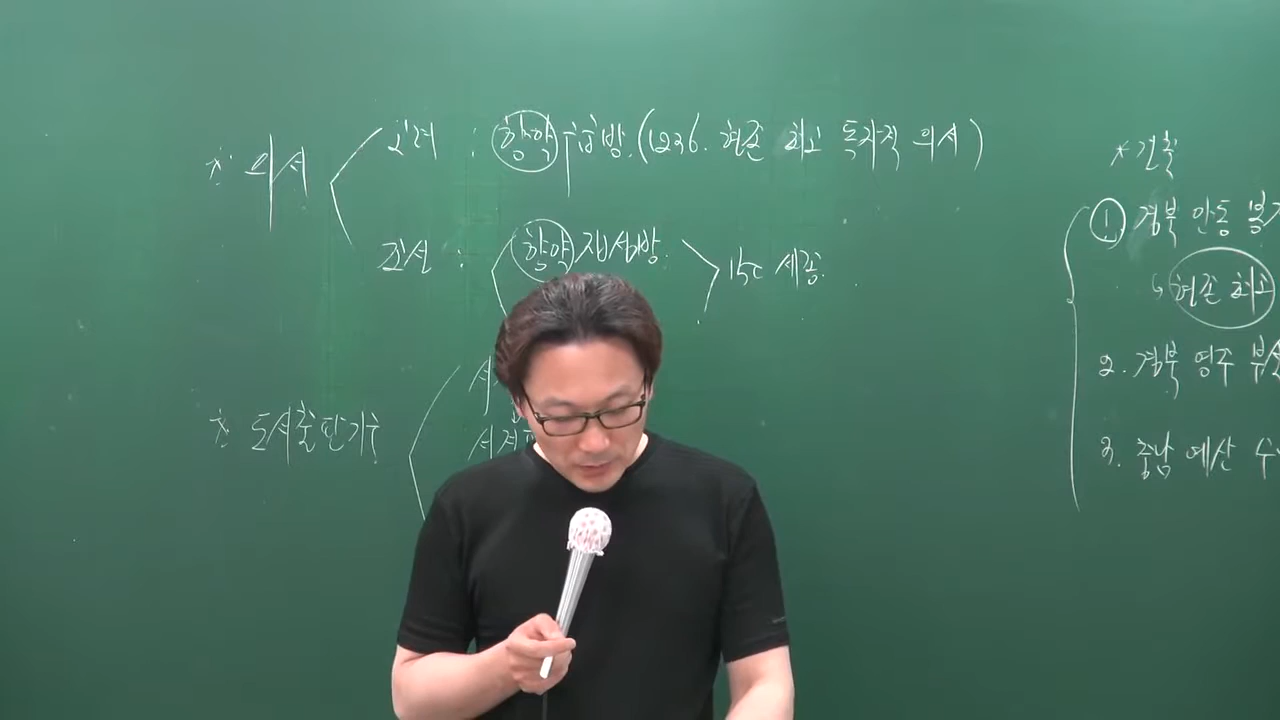 * 의서
고려 : 향약구급방. (1236. 현존 최고 독자적 의서)
조선 : 향약집성방. 15C 세종.
* 도서출판기구
* 건축
① 경북 안동 봉
↳ 현존 최고
2. 경북 영주 부
3. 충남 예산 수